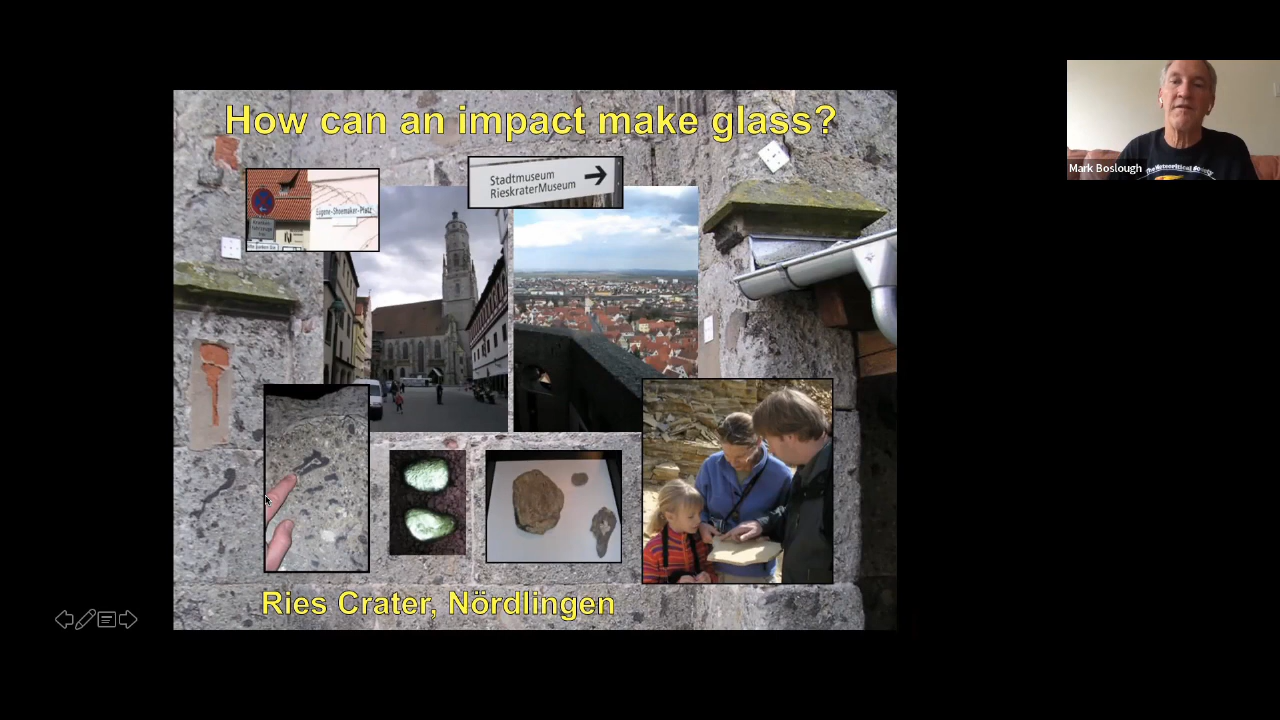 How can an impact make glass?
Stadtmuseum
RieskraterMuseum
Eugene-Shoemaker-Platz
Mark Boslough
Ries Crater, Nördlingen